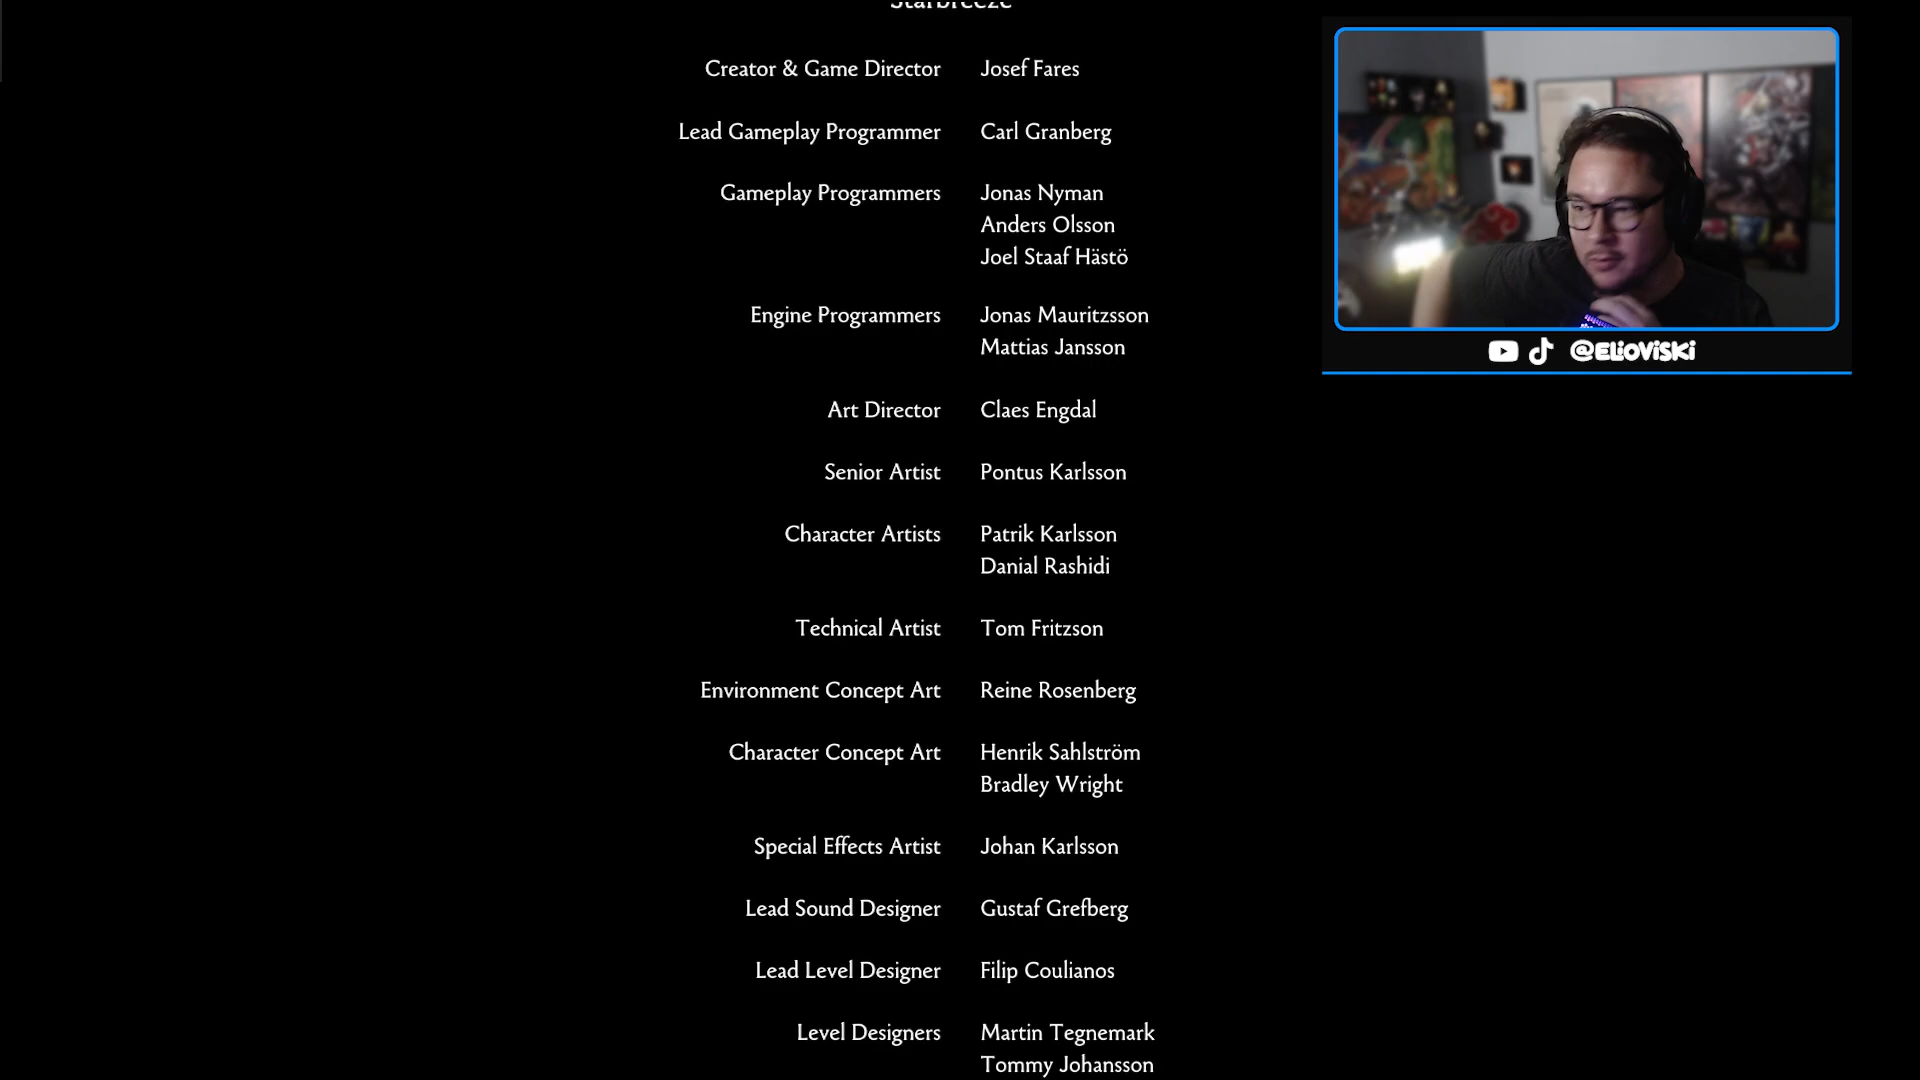 Starbreeze
Creator & Game Director Josef Fares
Lead Gameplay Programmer Carl Granberg
Gameplay Programmers Jonas Nyman
Anders Olsson
Joel Staaf Hästö
Engine Programmers Jonas Mauritzsson
Mattias Jansson
Art Director Claes Engdal
Senior Artist Pontus Karlsson
Character Artists Patrik Karlsson
Danial Rashidi
Technical Artist Tom Fritzson
Environment Concept Art Reine Rosenberg
Character Concept Art Henrik Sahlström
Bradley Wright
Special Effects Artist Johan Karlsson
Lead Sound Designer Gustaf Grefberg
Lead Level Designer Filip Coulianos
Level Designers Martin Tegnemark
Tommy Johansson
@ELiOViSKi